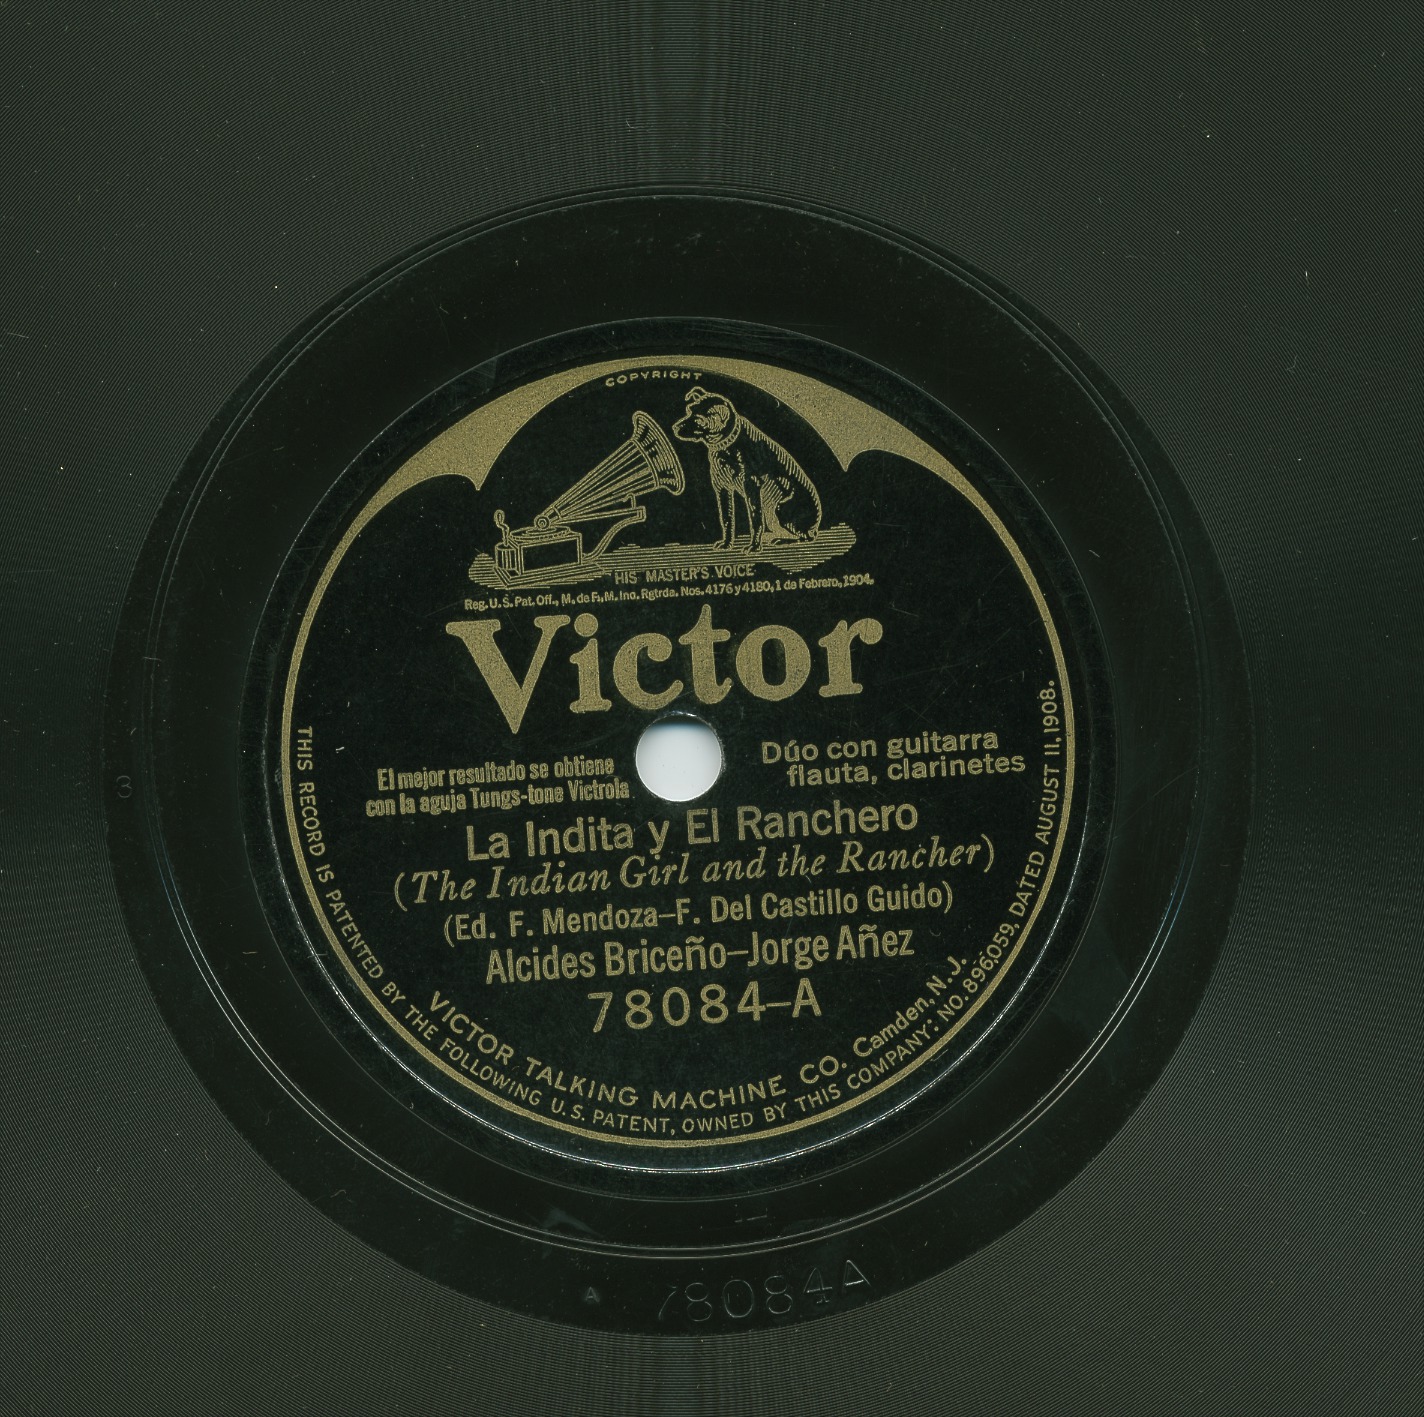 COPYRIGHT
HIS MASTER'S VOICE
Reg. U.S. Pat. Off., M. de F., M. Ind. Rgtrda. Nos. 4176 y 4180, 1 de Febrero, 1904.
Victor
El mejor resultado se obtiene
con la aguja Tungs-tone Victrola
Dúo con guitarra
flauta, clarinetes
La Indita y El Ranchero
(The Indian Girl and the Rancher)
(Ed. F. Mendoza–F. Del Castillo Guido)
Alcides Briceño–Jorge Añez
78084–A
VICTOR TALKING MACHINE CO. Camden, N. J.
THIS RECORD IS PATENTED BY THE FOLLOWING U.S. PATENT, OWNED BY THIS COMPANY: NO. 896059, DATED AUGUST 11, 1908.
3
A
78084A